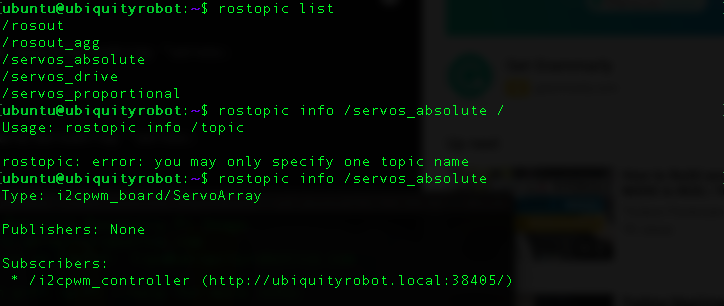 [ubuntu@ubiquityrobot:~$ rostopic list
/rosout
/rosout_agg
/servos_absolute
/servos_drive
/servos_proportional
[ubuntu@ubiquityrobot:~$ rostopic info /servos_absolute /
Usage: rostopic info /topic
rostopic: error: you may only specify one topic name
[ubuntu@ubiquityrobot:~$ rostopic info /servos_absolute
Type: i2cpwm_board/ServoArray
Publishers: None
Subscribers:
* /i2cpwm_controller (http://ubiquityrobot.local:38405/)